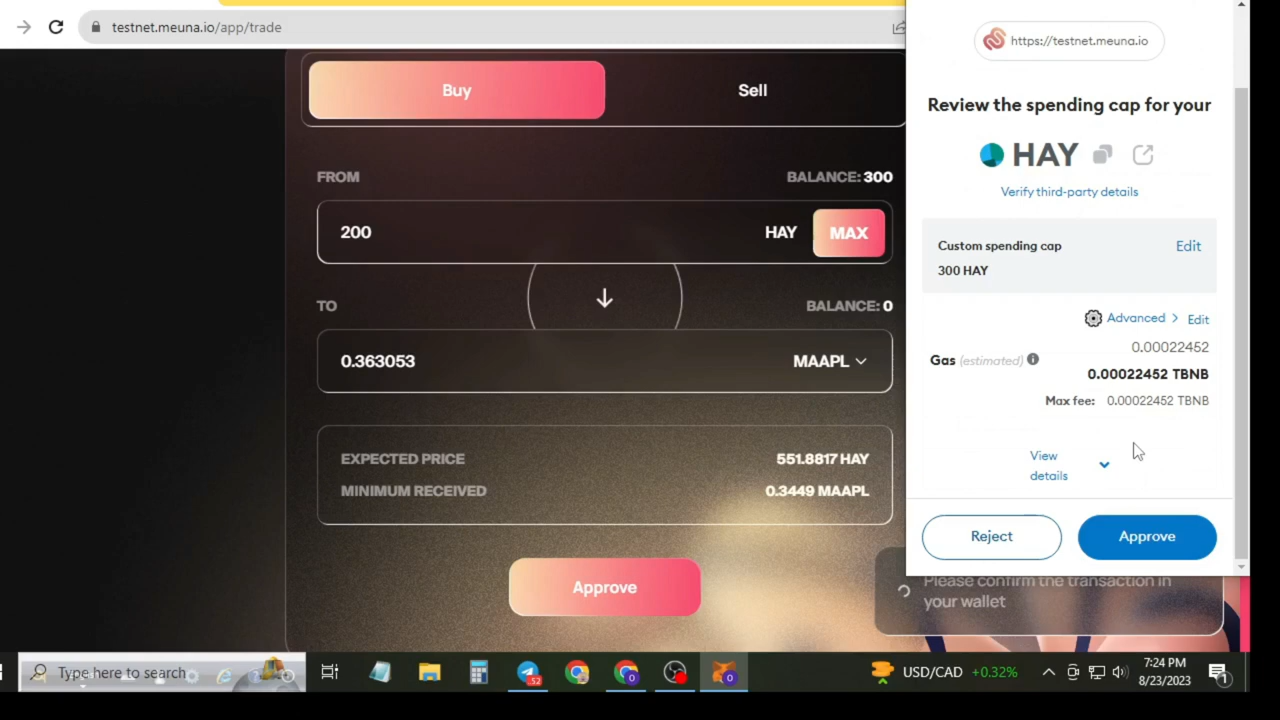 testnet.meuna.io/app/trade
Buy
Sell
FROM
BALANCE: 300
200
HAY
MAX
TO
BALANCE: 0
0.363053
MAAPL
EXPECTED PRICE
551.8817 HAY
MINIMUM RECEIVED
0.3449 MAAPL
Approve
https://testnet.meuna.io
Review the spending cap for your
HAY
Verify third-party details
Custom spending cap
Edit
300 HAY
Advanced
Edit
0.00022452
Gas (estimated)
0.00022452 TBNB
Max fee: 0.00022452 TBNB
View
details
Reject
Approve
Please confirm the transaction in
your wallet
Type here to search
52
0
0
USD/CAD +0.32%
7:24 PM
8/23/2023
1